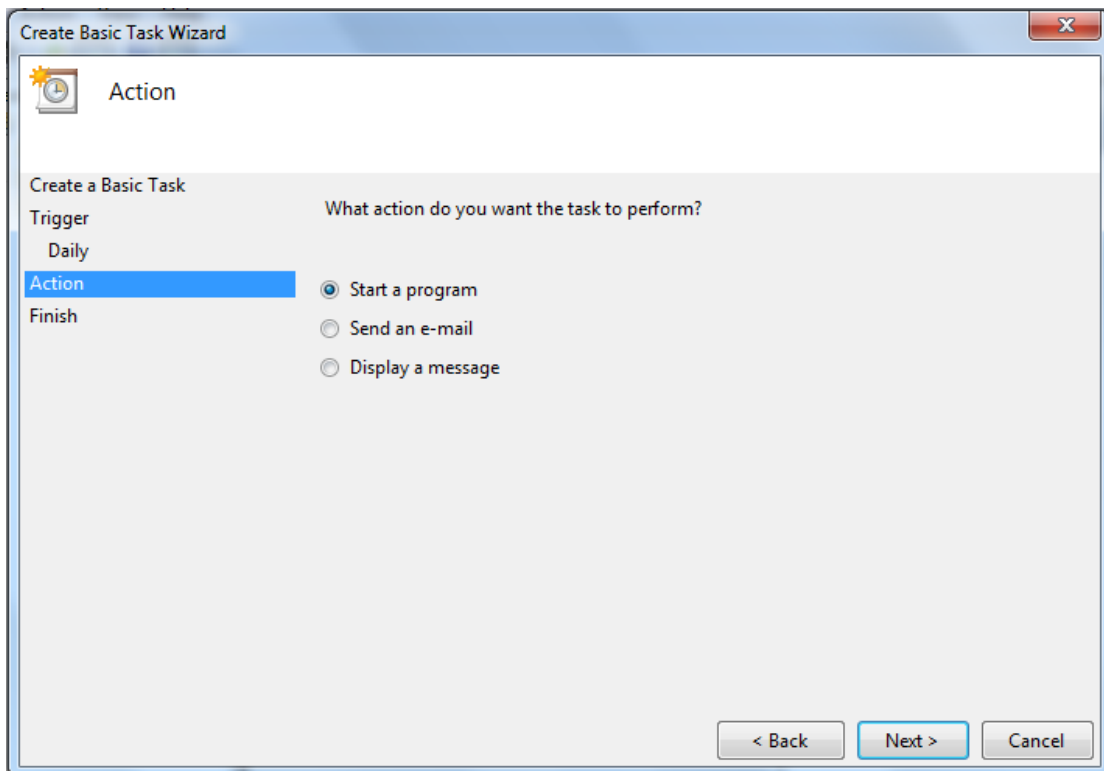 Create Basic Task Wizard
Action
Create a Basic Task
Trigger
Daily
Action
Finish
What action do you want the task to perform?
Start a program
Send an e-mail
Display a message
< Back
Next >
Cancel